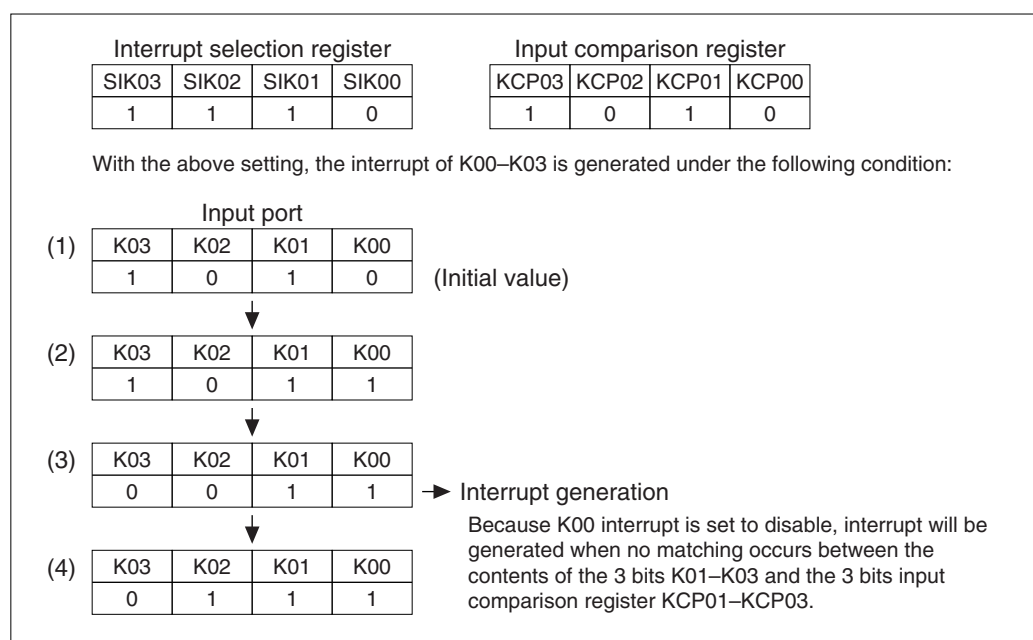 Interrupt selection register
SIK03 SIK02 SIK01 SIK00
1 1 1 0
Input comparison register
KCP03 KCP02 KCP01 KCP00
1 0 1 0
With the above setting, the interrupt of K00–K03 is generated under the following condition:
Input port
(1) K03 K02 K01 K00
1 0 1 0 (Initial value)
(2) K03 K02 K01 K00
1 0 1 1
(3) K03 K02 K01 K00
0 0 1 1 Interrupt generation
Because K00 interrupt is set to disable, interrupt will be
generated when no matching occurs between the
contents of the 3 bits K01–K03 and the 3 bits input
comparison register KCP01–KCP03.
(4) K03 K02 K01 K00
0 1 1 1